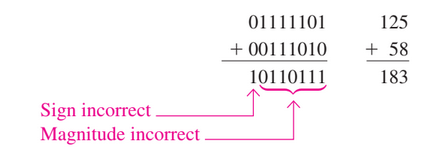 01111101 125
+ 00111010 + 58
10110111 183
Sign incorrect
Magnitude incorrect